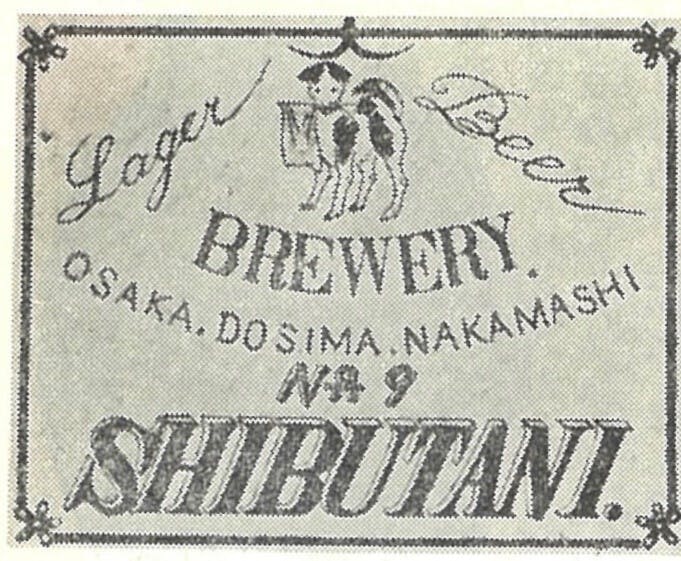 Lager Beer
BREWERY.
OSAKA. DOSIMA. NAKAMASHI
No 9
SHIBUTANI.